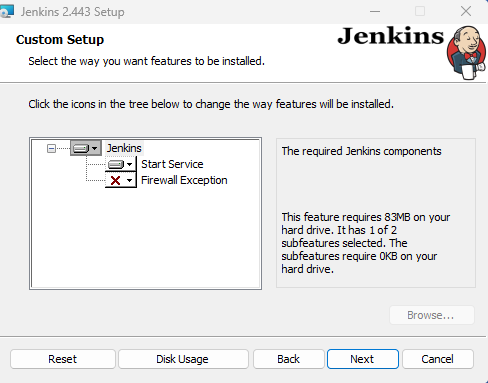 Jenkins 2.443 Setup
Custom Setup
Select the way you want features to be installed.
Jenkins
Click the icons in the tree below to change the way features will be installed.
Jenkins
Start Service
Firewall Exception
The required Jenkins components
This feature requires 83MB on your
hard drive. It has 1 of 2
subfeatures selected. The
subfeatures require 0KB on your
hard drive.
Browse...
Reset
Disk Usage
Back
Next
Cancel